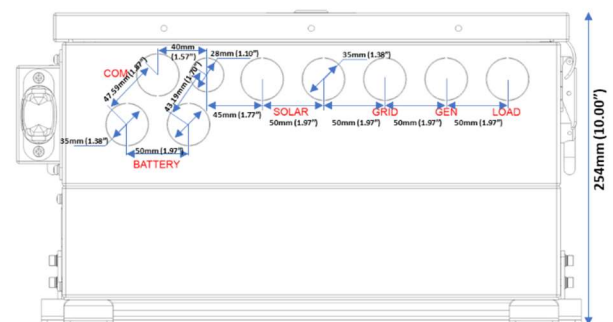 40mm
(1.57")
28mm (1.10")
35mm (1.38")
COM
47.59mm(1.87")
43.19mm(1.70")
45mm (1.77")
SOLAR
50mm (1.97")
50mm (1.97")
GRID
50mm (1.97")
GEN
50mm (1.97")
LOAD
35mm (1.38")
50mm (1.97")
BATTERY
254mm (10.00")